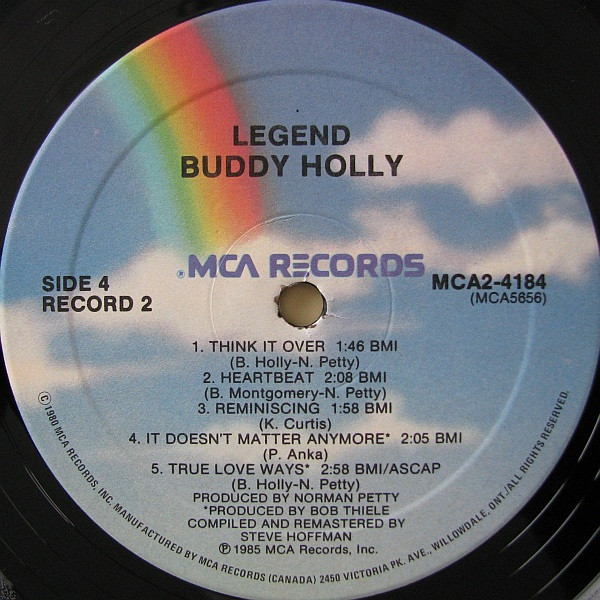 LEGEND
BUDDY HOLLY
®MCA RECORDS
SIDE 4
RECORD 2
MCA2-4184
(MCA5656)
1. THINK IT OVER 1:46 BMI
(B. Holly-N. Petty)
2. HEARTBEAT 2:08 BMI
(B. Montgomery-N. Petty)
3. REMINISCING 1:58 BMI
(K. Curtis)
4. IT DOESN'T MATTER ANYMORE* 2:05 BMI
(P. Anka)
5. TRUE LOVE WAYS* 2:58 BMI/ASCAP
(B. Holly-N. Petty)
PRODUCED BY NORMAN PETTY
*PRODUCED BY BOB THIELE
COMPILED AND REMASTERED BY
STEVE HOFFMAN
℗ 1985 MCA Records, Inc.
© 1980 MCA RECORDS, INC. MANUFACTURED BY MCA RECORDS (CANADA) 2450 VICTORIA PK. AVE., WILLOWDALE, ONT./ALL RIGHTS RESERVED.